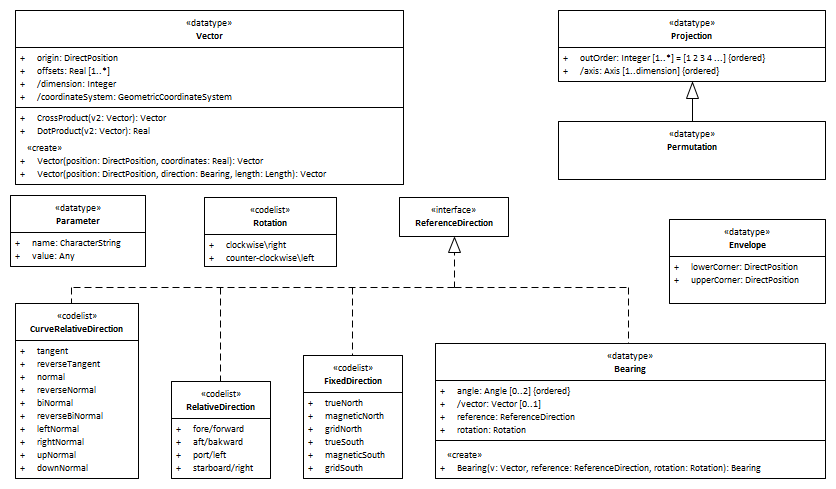 «datatype»
Vector
+ origin: DirectPosition
+ offsets: Real [1..*]
+ /dimension: Integer
+ /coordinateSystem: GeometricCoordinateSystem
+ CrossProduct(v2: Vector): Vector
+ DotProduct(v2: Vector): Real
«create»
+ Vector(position: DirectPosition, coordinates: Real): Vector
+ Vector(position: DirectPosition, direction: Bearing, length: Length): Vector
«datatype»
Projection
+ outOrder: Integer [1..*] = [1 2 3 4 ...] {ordered}
+ /axis: Axis [1..dimension] {ordered}
«datatype»
Permutation
«datatype»
Parameter
+ name: CharacterString
+ value: Any
«codelist»
Rotation
+ clockwise\right
+ counter-clockwise\left
«interface»
ReferenceDirection
«datatype»
Envelope
+ lowerCorner: DirectPosition
+ upperCorner: DirectPosition
«codelist»
CurveRelativeDirection
+ tangent
+ reverseTangent
+ normal
+ reverseNormal
+ biNormal
+ reverseBiNormal
+ leftNormal
+ rightNormal
+ upNormal
+ downNormal
«codelist»
RelativeDirection
+ fore/forward
+ aft/bakward
+ port/left
+ starboard/right
«codelist»
FixedDirection
+ trueNorth
+ magneticNorth
+ gridNorth
+ trueSouth
+ magneticSouth
+ gridSouth
«datatype»
Bearing
+ angle: Angle [0..2] {ordered}
+ /vector: Vector [0..1]
+ reference: ReferenceDirection
+ rotation: Rotation
«create»
+ Bearing(v: Vector, reference: ReferenceDirection, rotation: Rotation): Bearing